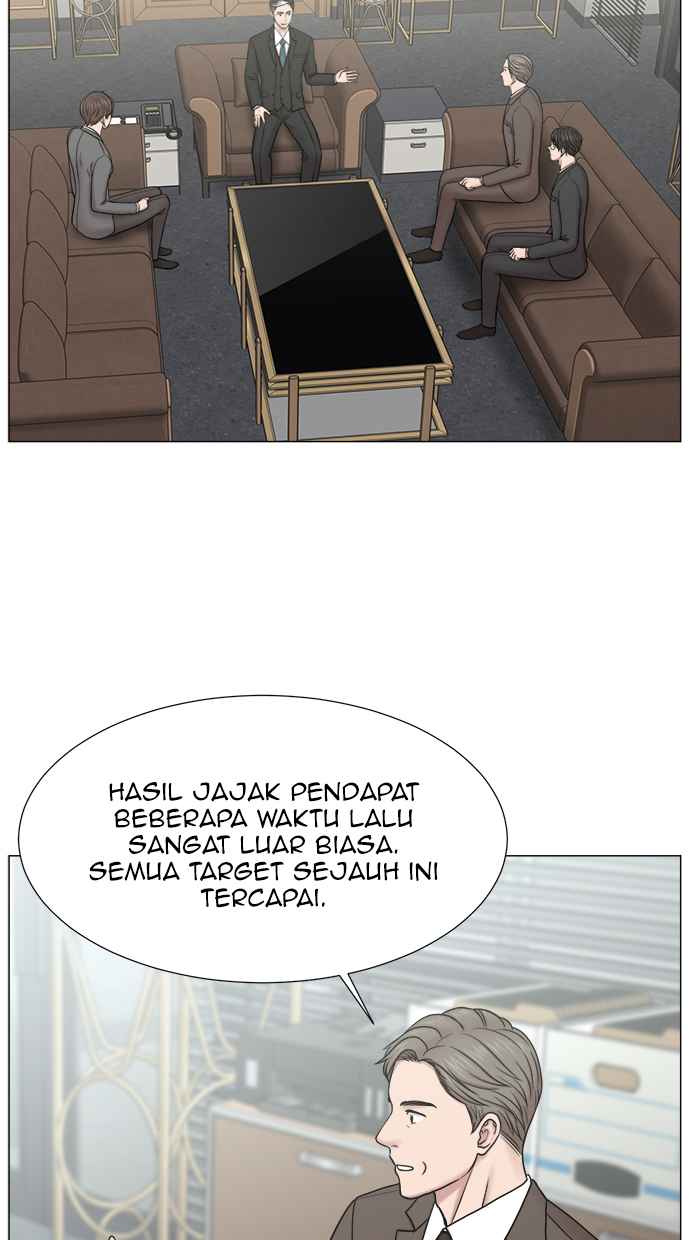 HASIL JAJAK PENDAPAT
BEBERAPA WAKTU LALU
SANGAT LUAR BIASA.
SEMUA TARGET SEJAUH INI
TERCAPAI.